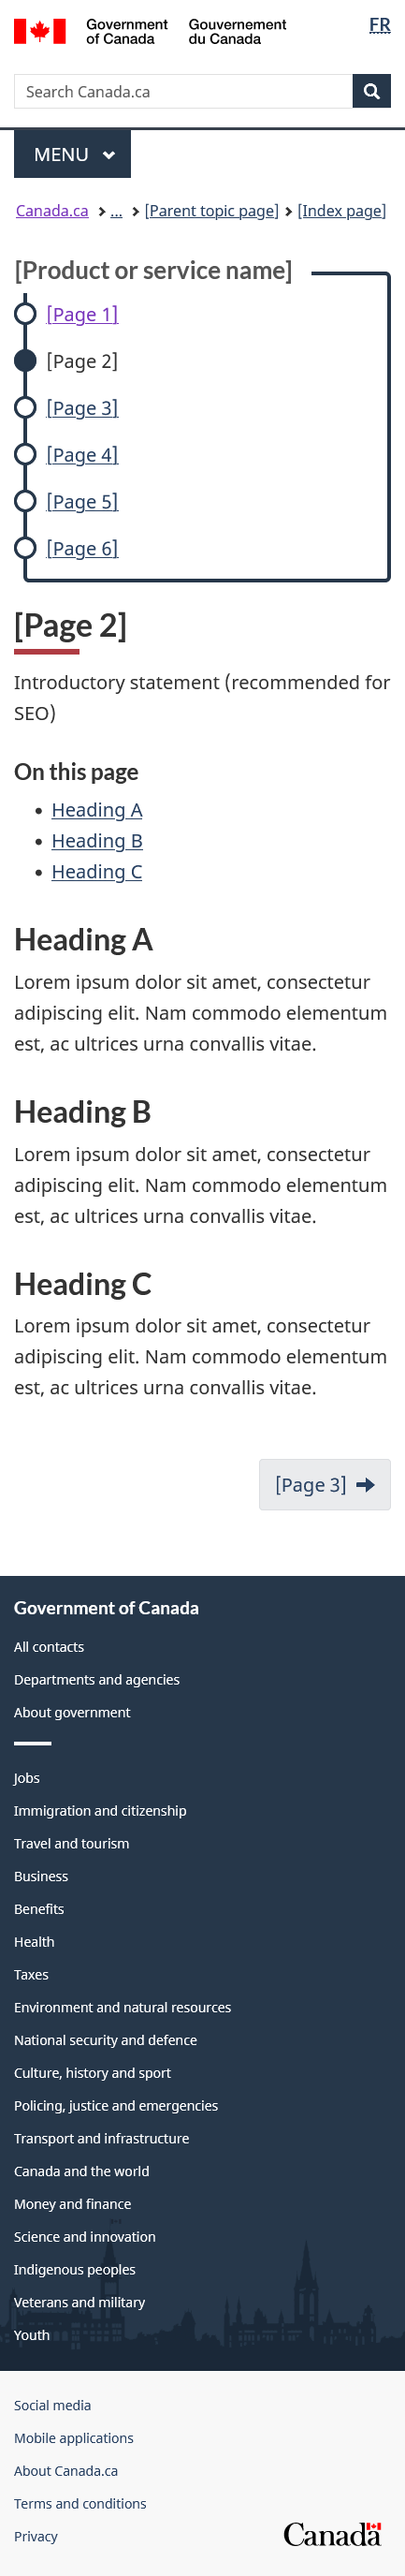 Government of Canada
Gouvernement du Canada
FR
Search Canada.ca
MENU
Canada.ca > ... > [Parent topic page] > [Index page]
[Product or service name]
[Page 1]
[Page 2]
[Page 3]
[Page 4]
[Page 5]
[Page 6]
[Page 2]
Introductory statement (recommended for
SEO)
On this page
• Heading A
• Heading B
• Heading C
Heading A
Lorem ipsum dolor sit amet, consectetur
adipiscing elit. Nam commodo elementum
est, ac ultrices urna convallis vitae.
Heading B
Lorem ipsum dolor sit amet, consectetur
adipiscing elit. Nam commodo elementum
est, ac ultrices urna convallis vitae.
Heading C
Lorem ipsum dolor sit amet, consectetur
adipiscing elit. Nam commodo elementum
est, ac ultrices urna convallis vitae.
[Page 3]
Government of Canada
All contacts
Departments and agencies
About government
Jobs
Immigration and citizenship
Travel and tourism
Business
Benefits
Health
Taxes
Environment and natural resources
National security and defence
Culture, history and sport
Policing, justice and emergencies
Transport and infrastructure
Canada and the world
Money and finance
Science and innovation
Indigenous peoples
Veterans and military
Youth
Social media
Mobile applications
About Canada.ca
Terms and conditions
Privacy
Canada